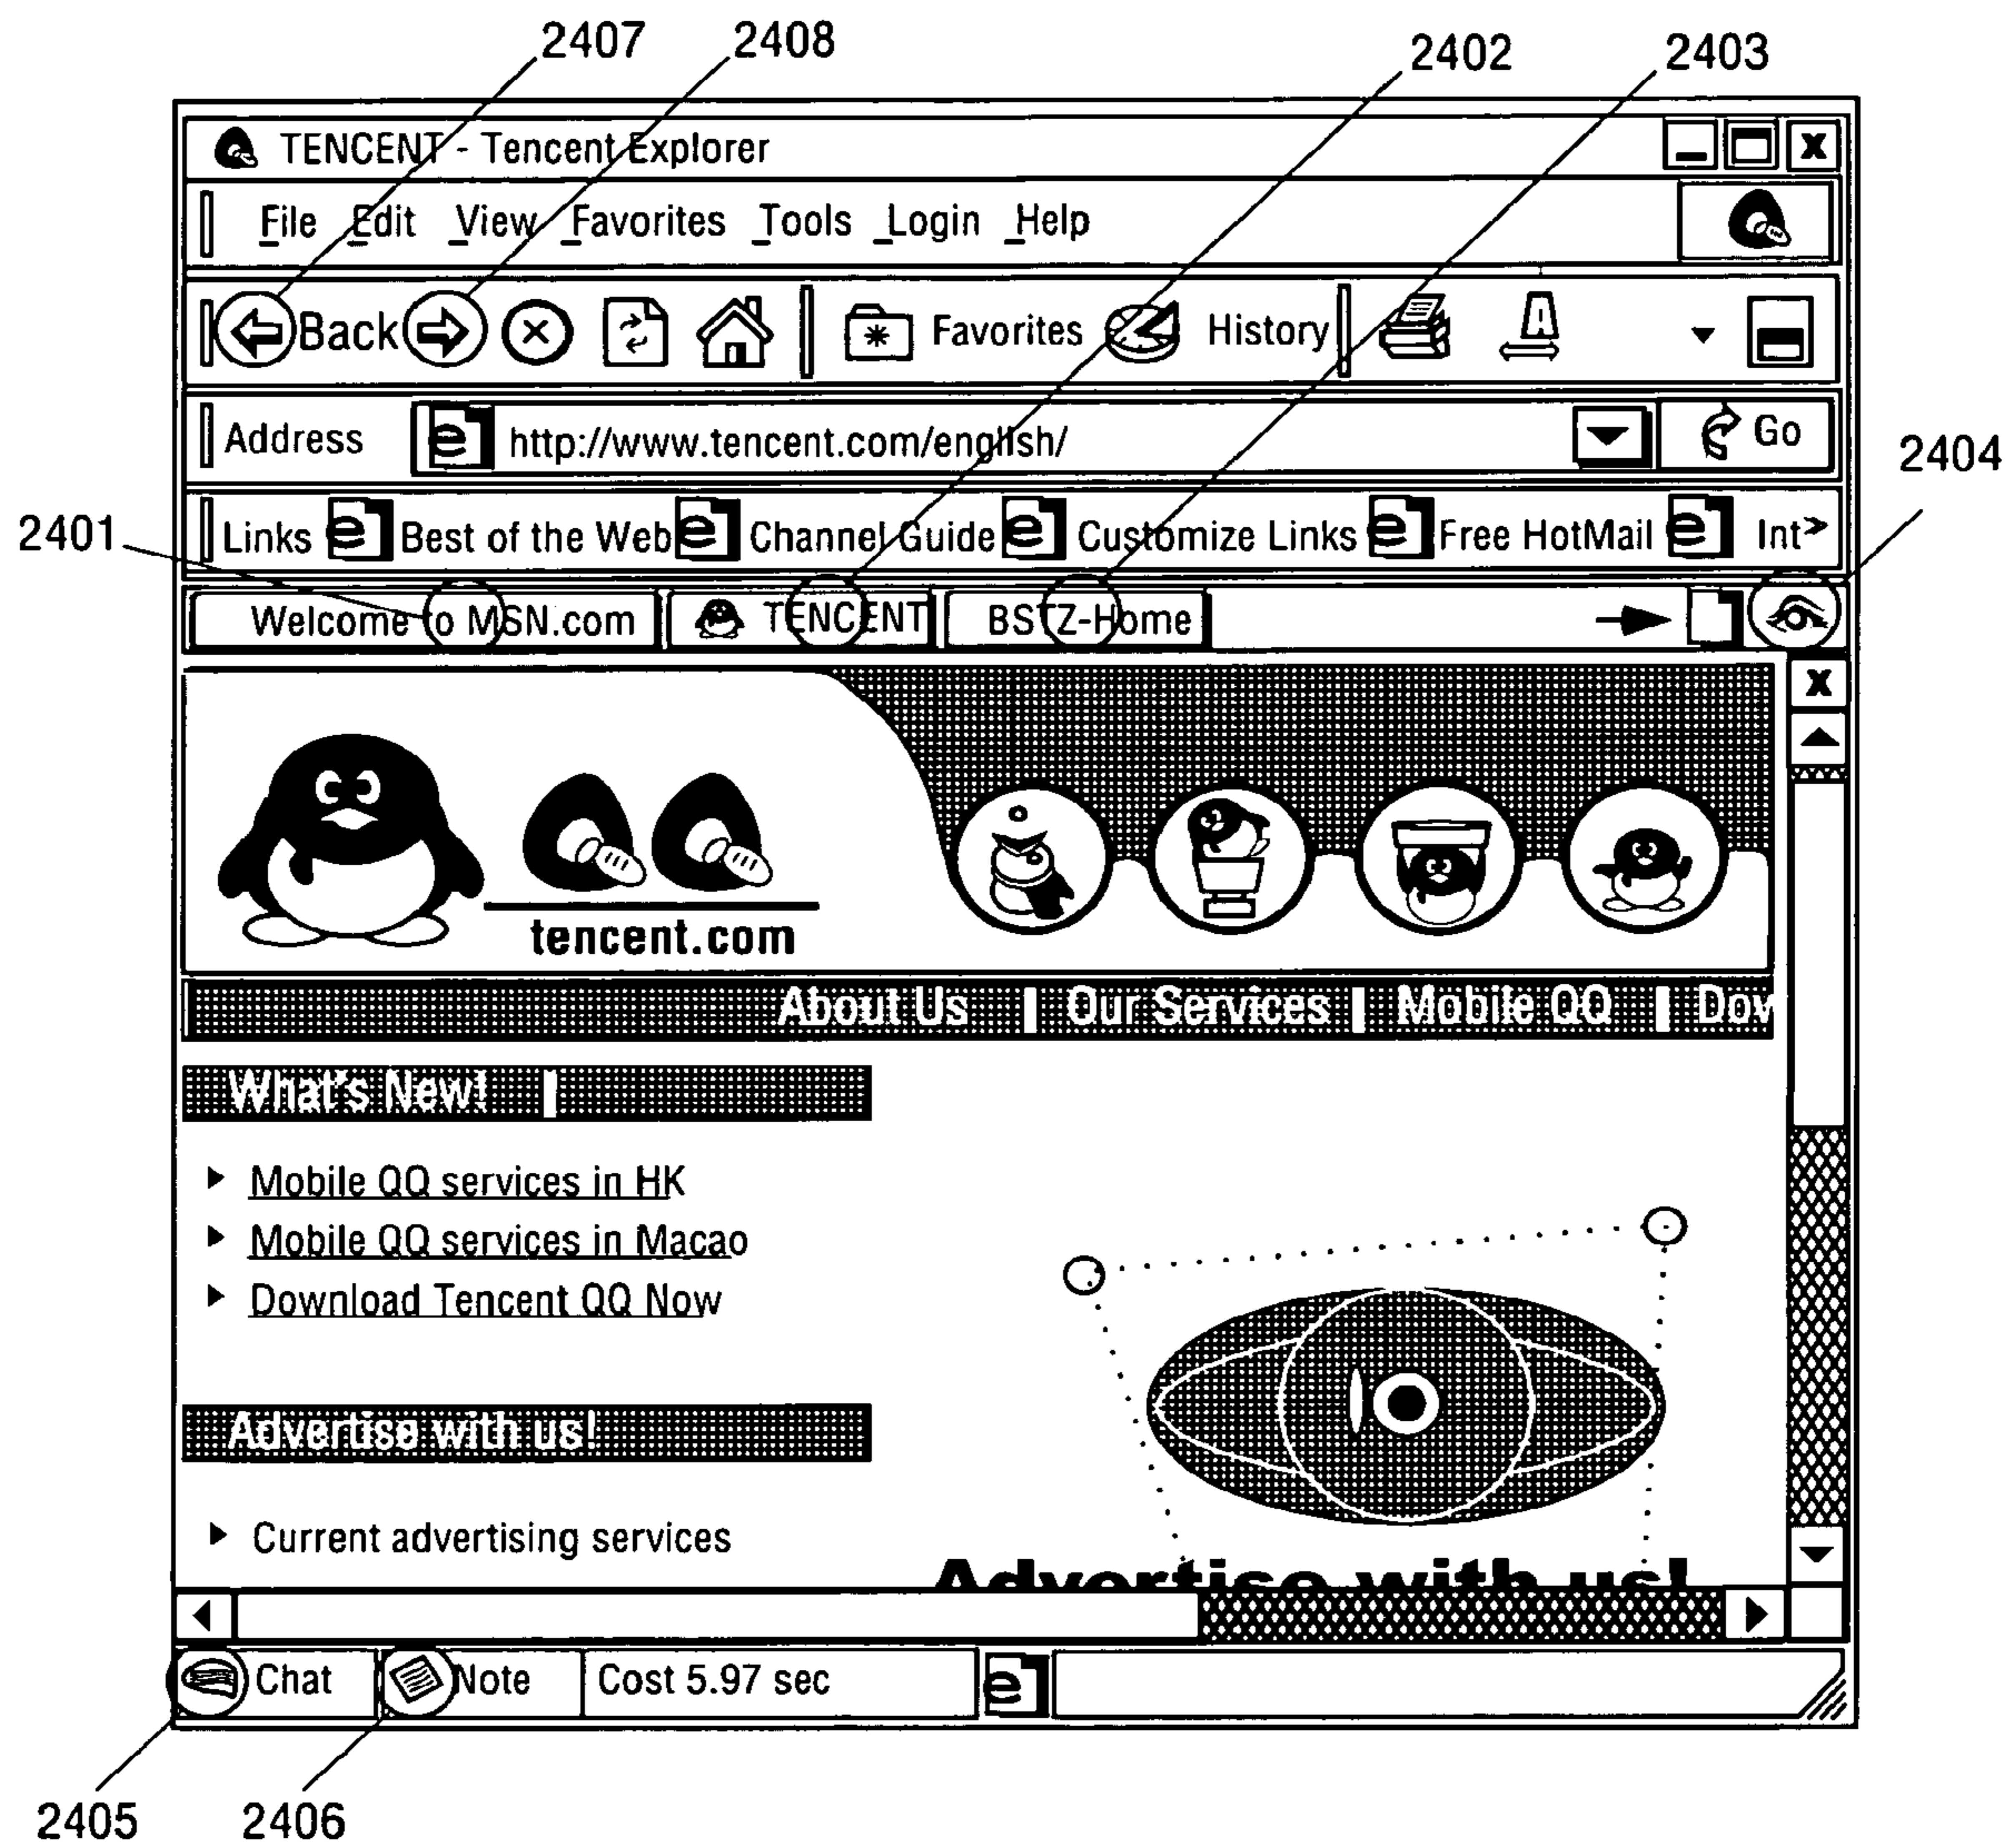 2407 2408 2402 2403
TENCENT - Tencent Explorer
File Edit View Favorites Tools Login Help
Back Favorites History
Address http://www.tencent.com/english/ Go
2404
2401
Links Best of the Web Channel Guide Customize Links Free HotMail Int>
Welcome to MSN.com TENCENT BSTZ-Home
tencent.com
About Us | Our Services | Mobile QQ | Dow
What's New!
Mobile QQ services in HK
Mobile QQ services in Macao
Download Tencent QQ Now
Advertise with us!
Current advertising services
Advertise with us!
Chat Note Cost 5.97 sec
2405 2406